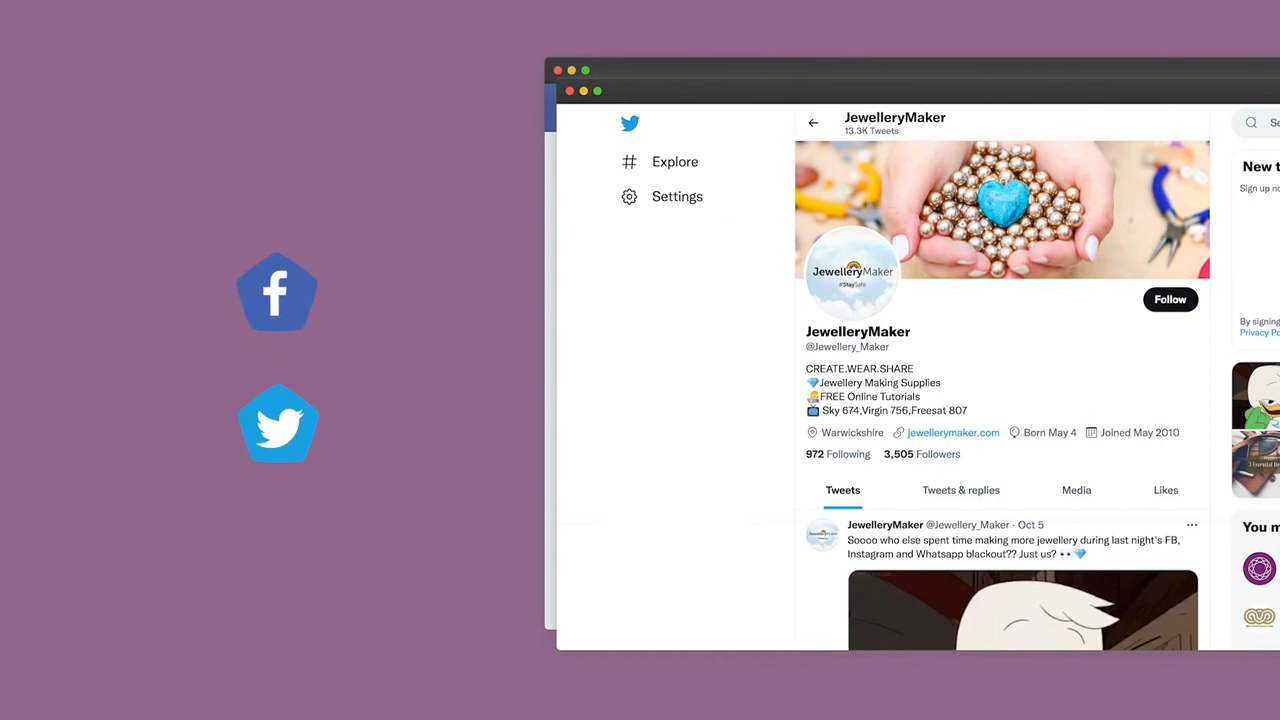 JewelleryMaker
13.3K Tweets
Explore
Settings
Se
New t
Sign up no
JewelleryMaker
#StaySafe
Follow
By signing
Privacy Po
JewelleryMaker
@Jewellery_Maker
CREATE.WEAR.SHARE
Jewellery Making Supplies
FREE Online Tutorials
Sky 674,Virgin 756,Freesat 807
Warwickshire jewellerymaker.com Born May 4 Joined May 2010
972 Following 3,505 Followers
Tweets Tweets & replies Media Likes
JewelleryMaker @Jewellery_Maker · Oct 5
Soooo who else spent time making more jewellery during last night's FB,
Instagram and Whatsapp blackout?? Just us?
You m